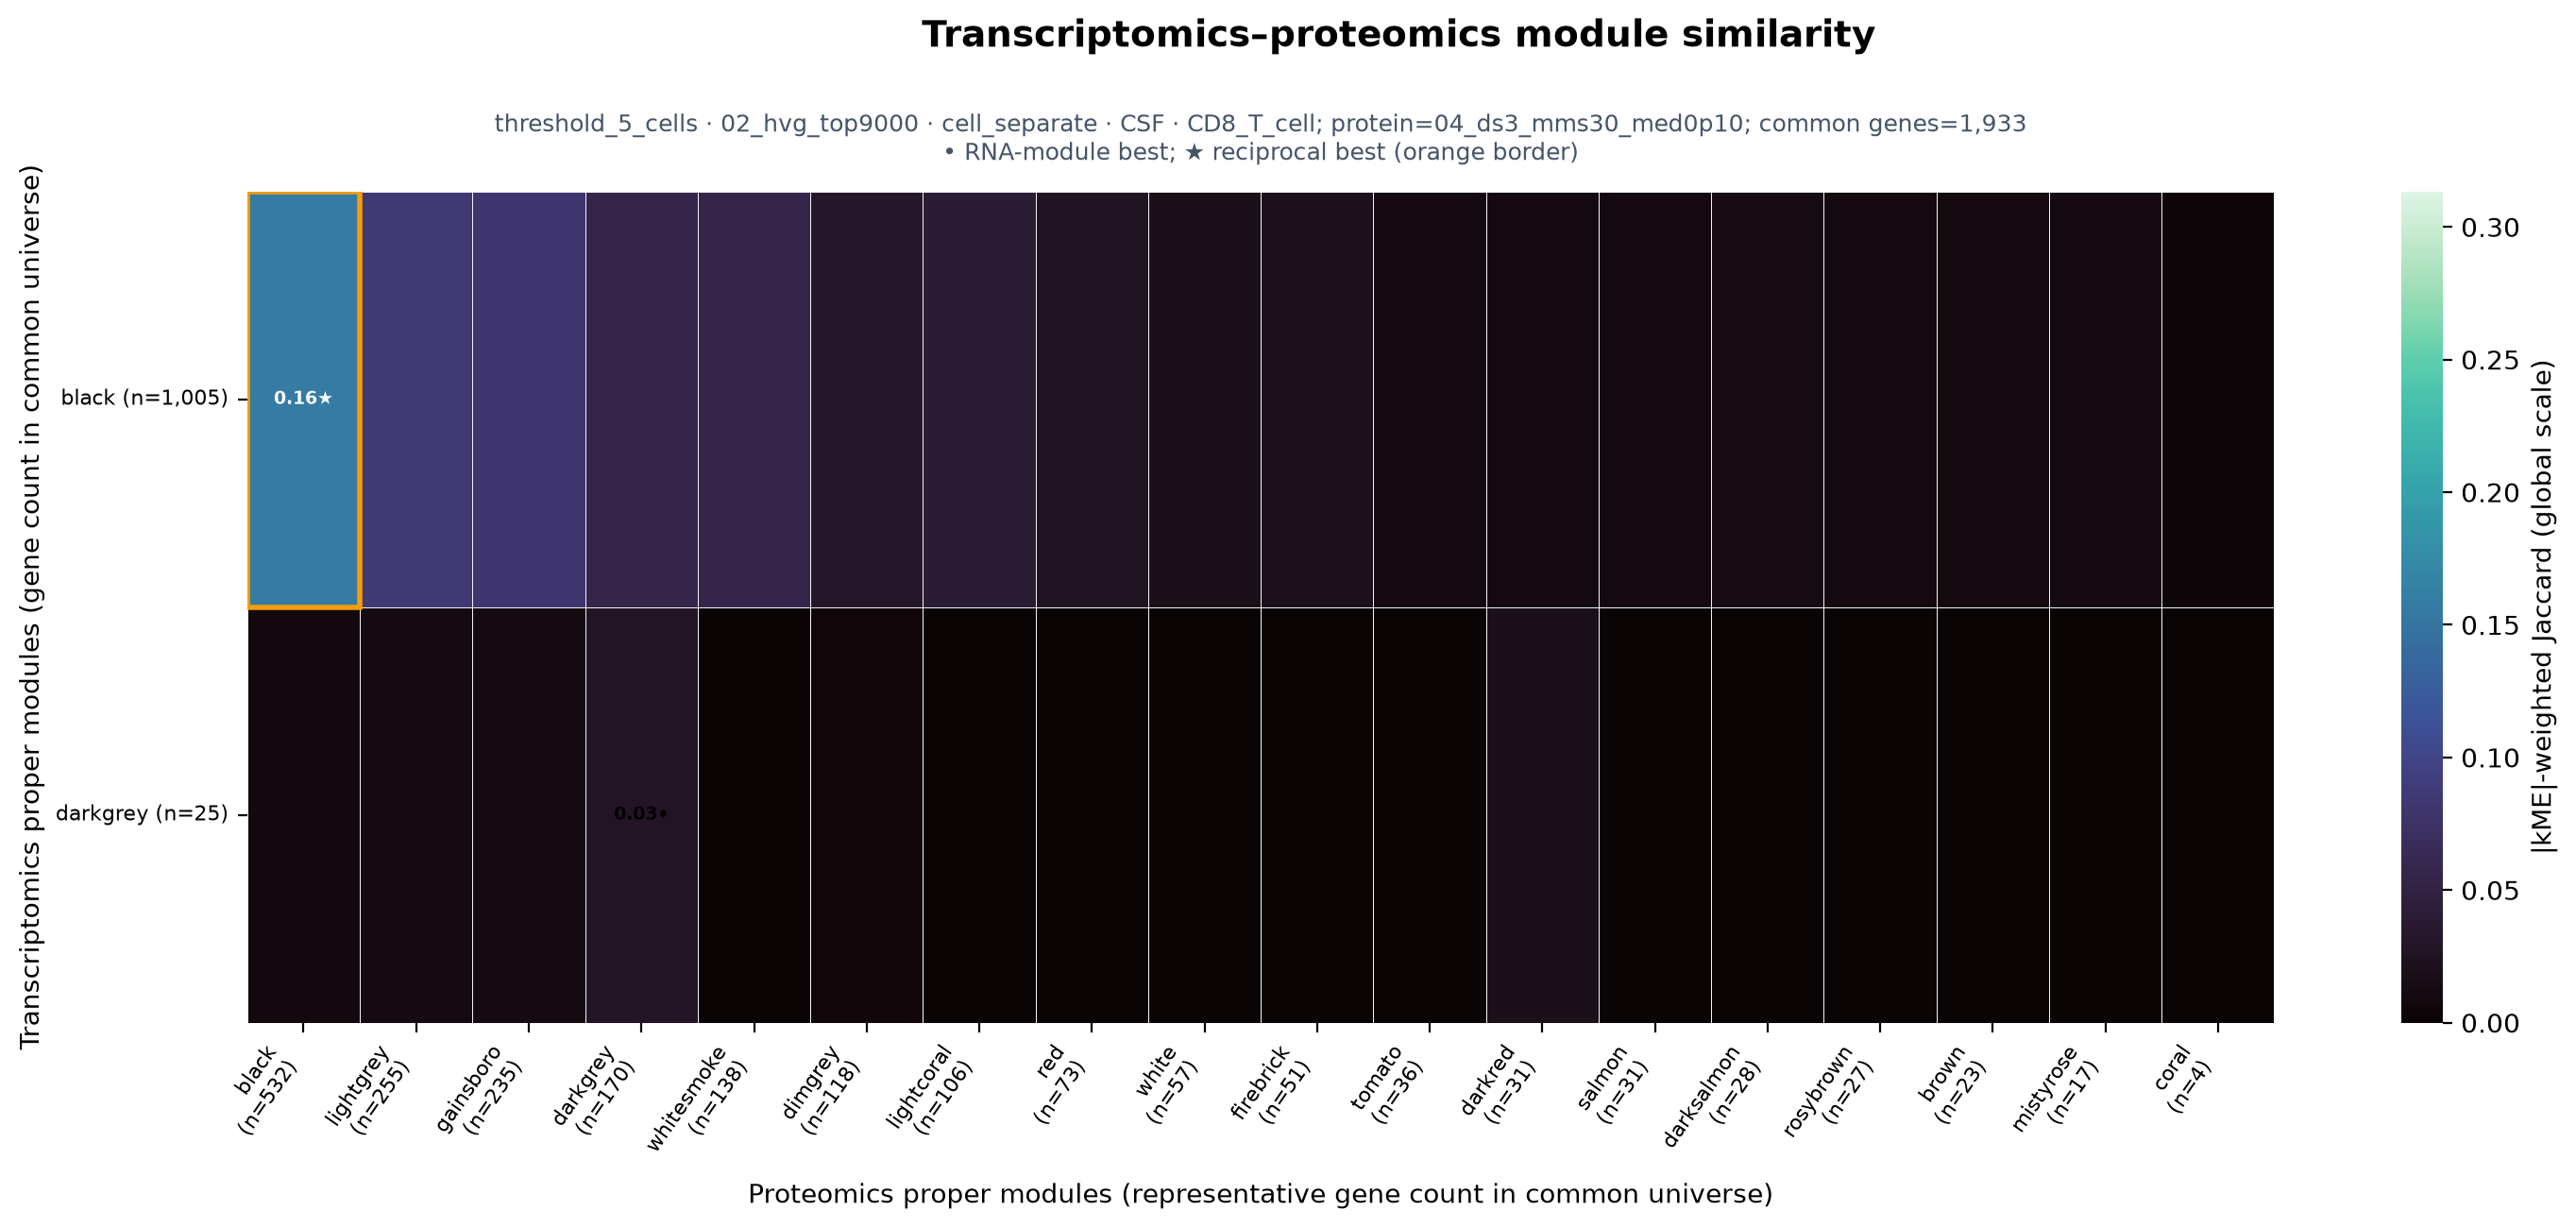 Transcriptomics–proteomics module similarity
threshold_5_cells · 02_hvg_top9000 · cell_separate · CSF · CD8_T_cell; protein=04_ds3_mms30_med0p10; common genes=1,933
• RNA-module best; ★ reciprocal best (orange border)
Transcriptomics proper modules (gene count in common universe)
black (n=1,005)
darkgrey (n=25)
0.16★
0.03•
black
(n=532)
lightgrey
(n=255)
gainsboro
(n=235)
darkgrey
(n=170)
whitesmoke
(n=138)
dimgrey
(n=118)
lightcoral
(n=106)
red
(n=73)
white
(n=57)
firebrick
(n=51)
tomato
(n=36)
darkred
(n=31)
salmon
(n=31)
darksalmon
(n=28)
rosybrown
(n=27)
brown
(n=23)
mistyrose
(n=17)
coral
(n=4)
Proteomics proper modules (representative gene count in common universe)
0.30
0.25
0.20
0.15
0.10
0.05
0.00
|kME|-weighted Jaccard (global scale)